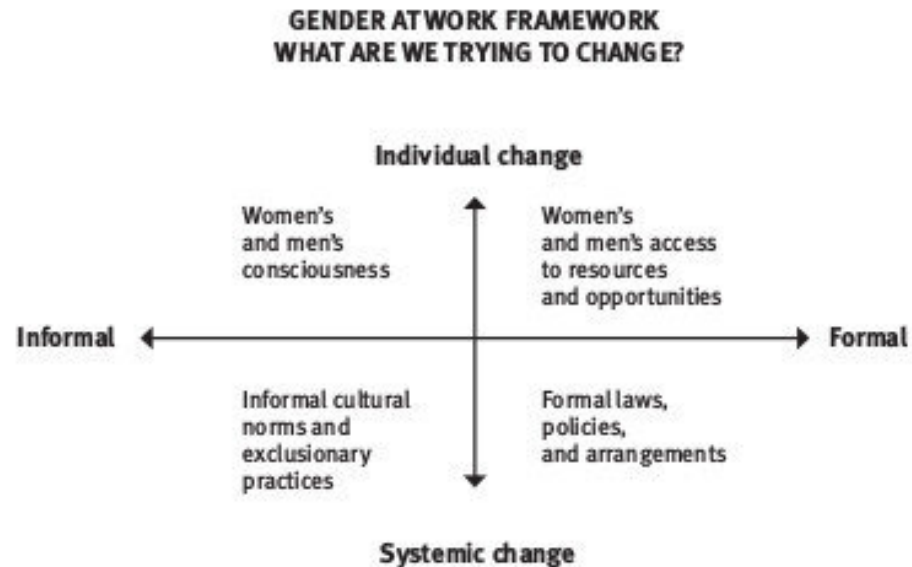 GENDER AT WORK FRAMEWORK
WHAT ARE WE TRYING TO CHANGE?
Individual change
Women's
and men's
consciousness
Women's
and men's access
to resources
and opportunities
Informal
Formal
Informal cultural
norms and
exclusionary
practices
Formal laws,
policies,
and arrangements
Systemic change